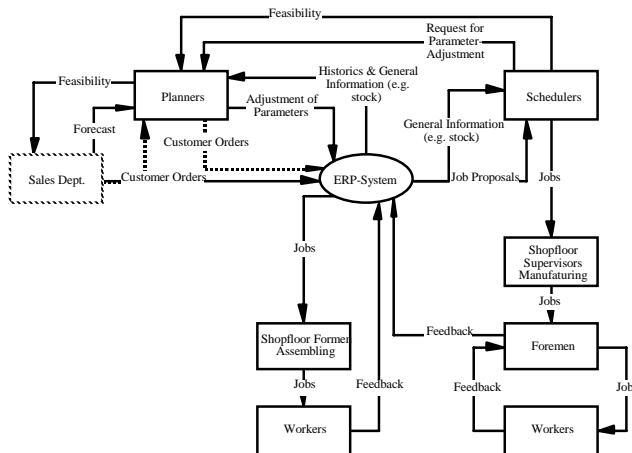 Feasibility
Request for
Parameter-
Adjustment
Feasibility
Planners
Historics & General
Information (e.g.
stock)
Schedulers
Adjustment of
Parameters
Forecast
Customer Orders
General Information
(e.g. stock)
Sales Dept.
Customer Orders
ERP-System
Job Proposals
Jobs
Jobs
Shopfloor
Supervisors
Manufaturing
Jobs
Shopfloor Formen
Assembling
Feedback
Foremen
Jobs
Feedback
Feedback
Job
Workers
Workers